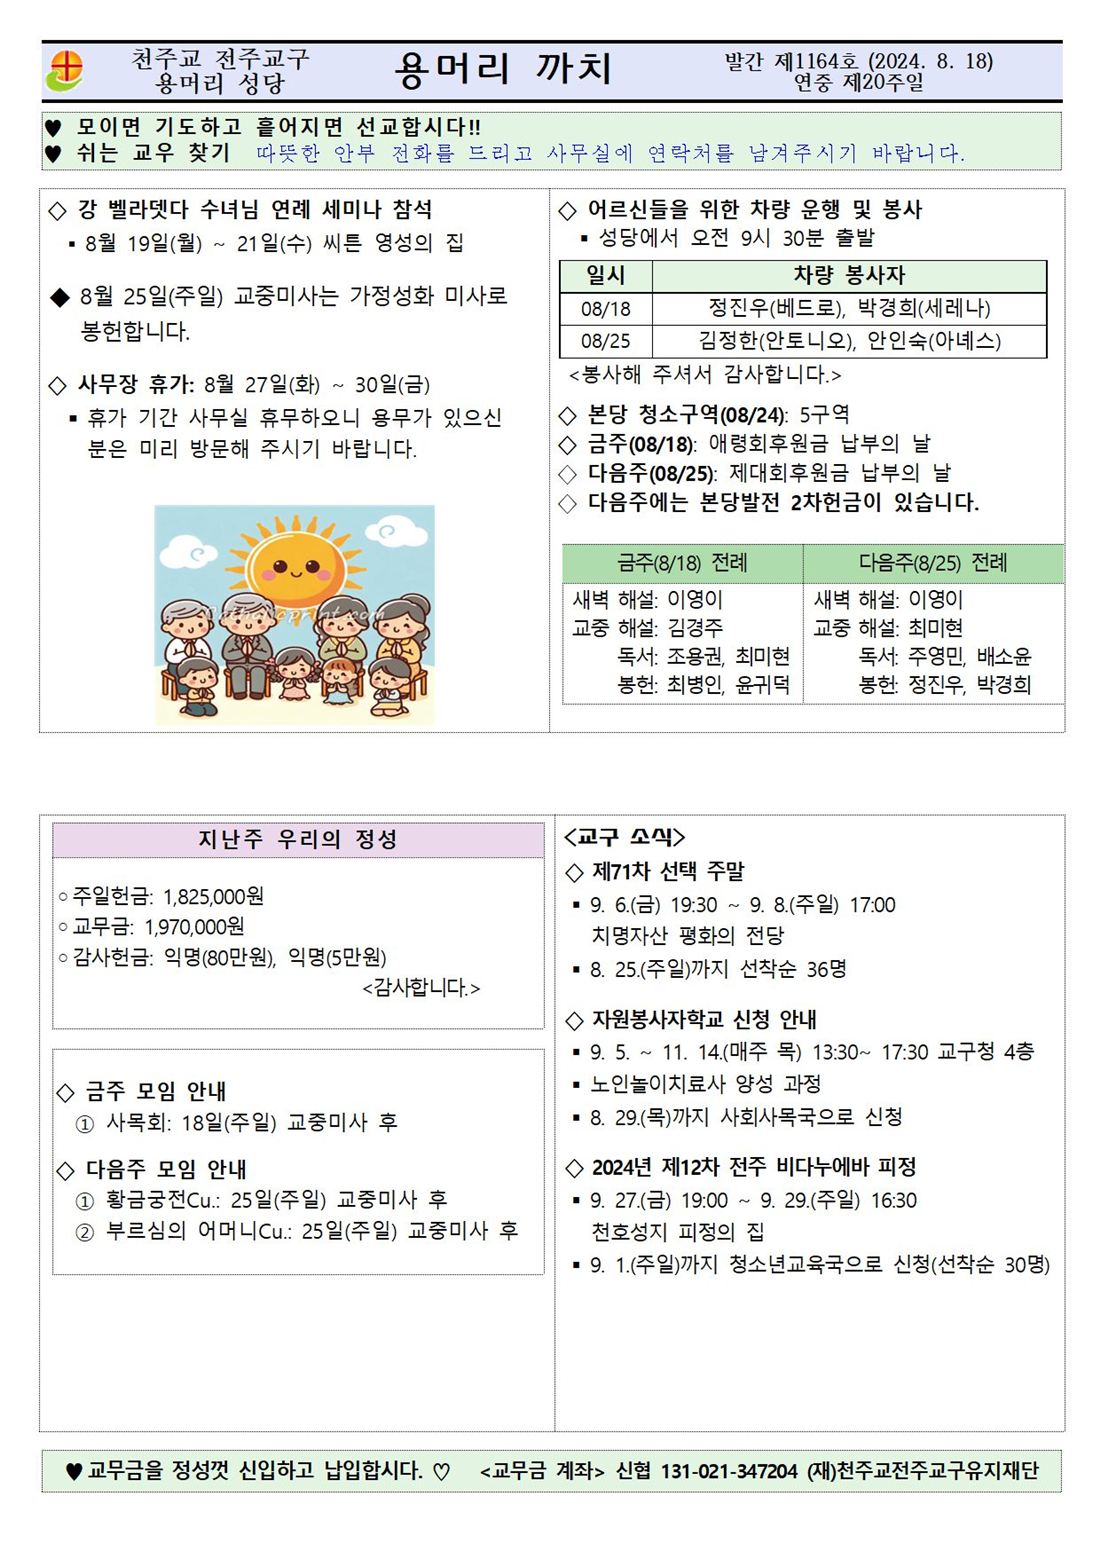 천주교 전주교구
용머리 성당
용머리 까치
발간 제1164호 (2024. 8. 18)
연중 제20주일
♥ 모이면 기도하고 흩어지면 선교합시다!!
♥ 쉬는 교우 찾기 따뜻한 안부 전화를 드리고 사무실에 연락처를 남겨주시기 바랍니다.
◇ 강 벨라뎃다 수녀님 연례 세미나 참석
▪ 8월 19일(월) ~ 21일(수) 씨튼 영성의 집
◆ 8월 25일(주일) 교중미사는 가정성화 미사로
봉헌합니다.
◇ 사무장 휴가: 8월 27일(화) ~ 30일(금)
▪ 휴가 기간 사무실 휴무하오니 용무가 있으신
분은 미리 방문해 주시기 바랍니다.
◇ 어르신들을 위한 차량 운행 및 봉사
▪ 성당에서 오전 9시 30분 출발
일시 차량 봉사자
08/18 정진우(베드로), 박경희(세레나)
08/25 김정한(안토니오), 안인숙(아녜스)
<봉사해 주셔서 감사합니다.>
◇ 본당 청소구역(08/24): 5구역
◇ 금주(08/18): 애령회후원금 납부의 날
◇ 다음주(08/25): 제대회후원금 납부의 날
◇ 다음주에는 본당발전 2차헌금이 있습니다.
금주(8/18) 전례 다음주(8/25) 전례
새벽 해설: 이영이 새벽 해설: 이영이
교중 해설: 김경주 교중 해설: 최미현
독서: 조용권, 최미현 독서: 주영민, 배소윤
봉헌: 최병인, 윤귀덕 봉헌: 정진우, 박경희
지난주 우리의 정성
○ 주일헌금: 1,825,000원
○ 교무금: 1,970,000원
○ 감사헌금: 익명(80만원), 익명(5만원)
<감사합니다.>
◇ 금주 모임 안내
① 사목회: 18일(주일) 교중미사 후
◇ 다음주 모임 안내
① 황금궁전Cu.: 25일(주일) 교중미사 후
② 부르심의 어머니Cu.: 25일(주일) 교중미사 후
<교구 소식>
◇ 제71차 선택 주말
▪ 9. 6.(금) 19:30 ~ 9. 8.(주일) 17:00
치명자산 평화의 전당
▪ 8. 25.(주일)까지 선착순 36명
◇ 자원봉사자학교 신청 안내
▪ 9. 5. ~ 11. 14.(매주 목) 13:30~ 17:30 교구청 4층
▪ 노인놀이치료사 양성 과정
▪ 8. 29.(목)까지 사회사목국으로 신청
◇ 2024년 제12차 전주 비다누에바 피정
▪ 9. 27.(금) 19:00 ~ 9. 29.(주일) 16:30
천호성지 피정의 집
▪ 9. 1.(주일)까지 청소년교육국으로 신청(선착순 30명)
♥ 교무금을 정성껏 신입하고 납입합시다. ♡ <교무금 계좌> 신협 131-021-347204 (재)천주교전주교구유지재단